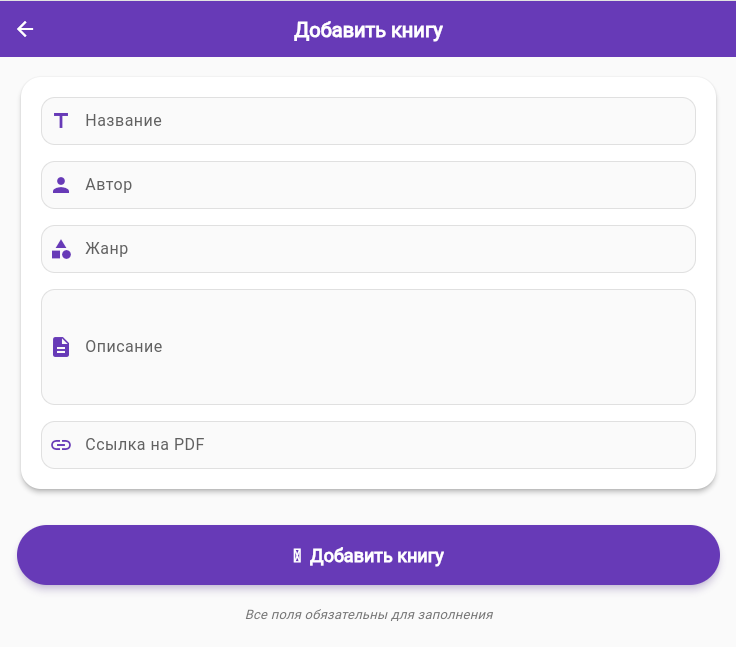 Добавить книгу
Название
Автор
Жанр
Описание
Ссылка на PDF
Добавить книгу
Все поля обязательны для заполнения